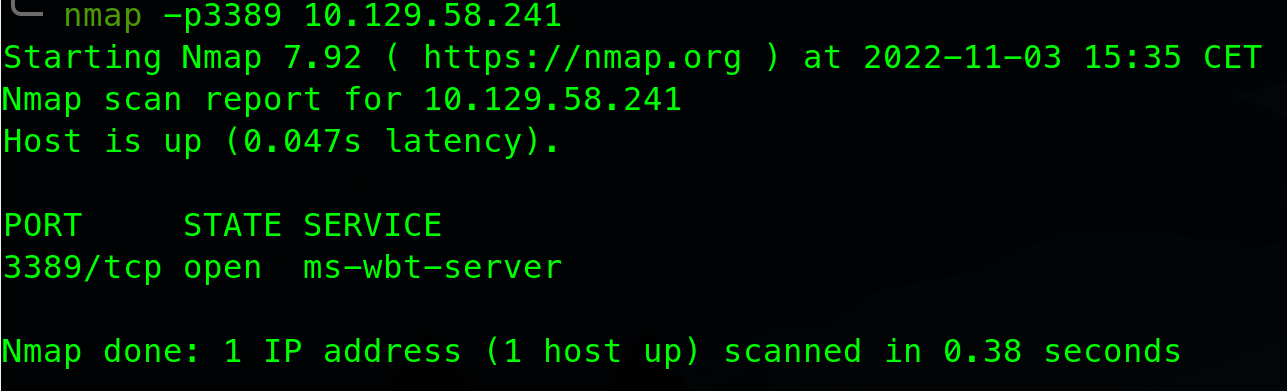 nmap -p3389 10.129.58.241
Starting Nmap 7.92 ( https://nmap.org ) at 2022-11-03 15:35 CET
Nmap scan report for 10.129.58.241
Host is up (0.047s latency).
PORT     STATE SERVICE
3389/tcp open  ms-wbt-server
Nmap done: 1 IP address (1 host up) scanned in 0.38 seconds